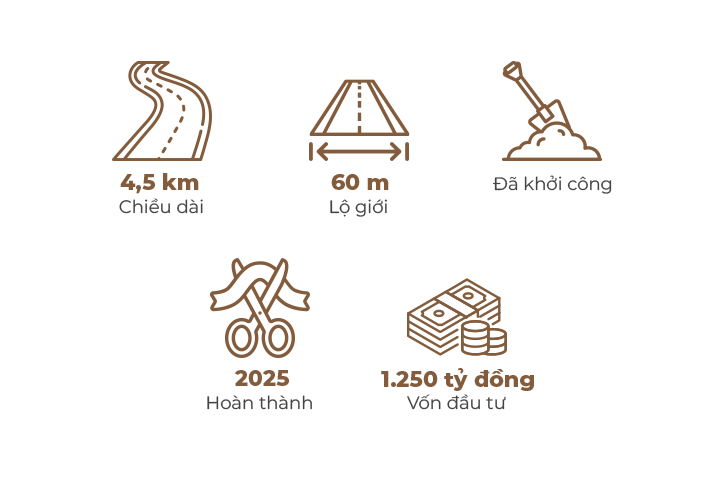 4,5 km
Chiều dài
60 m
Lộ giới
Đã khởi công
2025
Hoàn thành
1.250 tỷ đồng
Vốn đầu tư